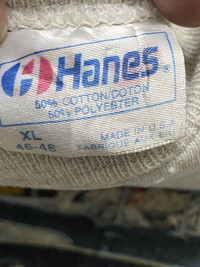 Hanes®
50% COTTON/COTON
50% POLYESTER
XL
46-48
MADE IN U.S.A.
FABRIQUE AUX É.U.